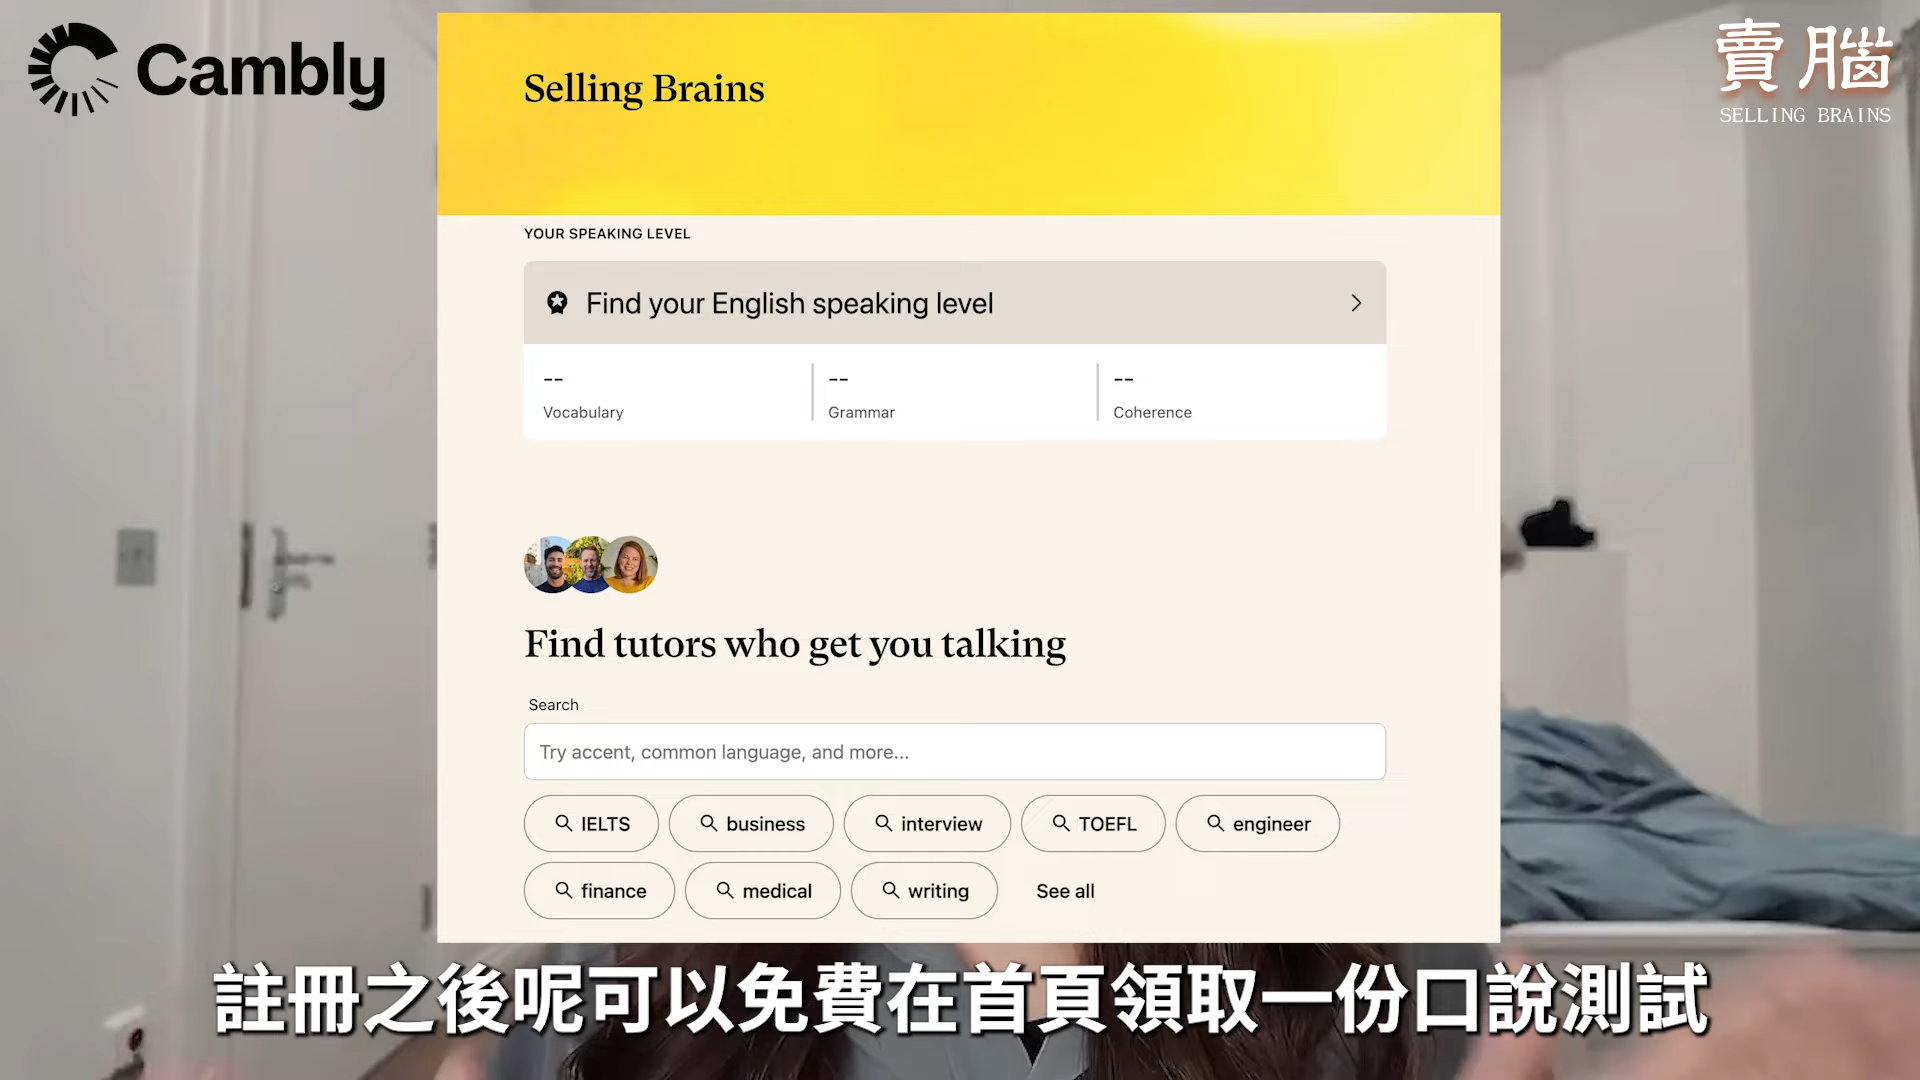 Cambly
賣腦
SELLING BRAINS
Selling Brains
YOUR SPEAKING LEVEL
Find your English speaking level
--
Vocabulary
--
Grammar
--
Coherence
Find tutors who get you talking
Search
Try accent, common language, and more...
IELTS
business
interview
TOEFL
engineer
finance
medical
writing
See all
註冊之後呢可以免費在首頁領取一份口說測試